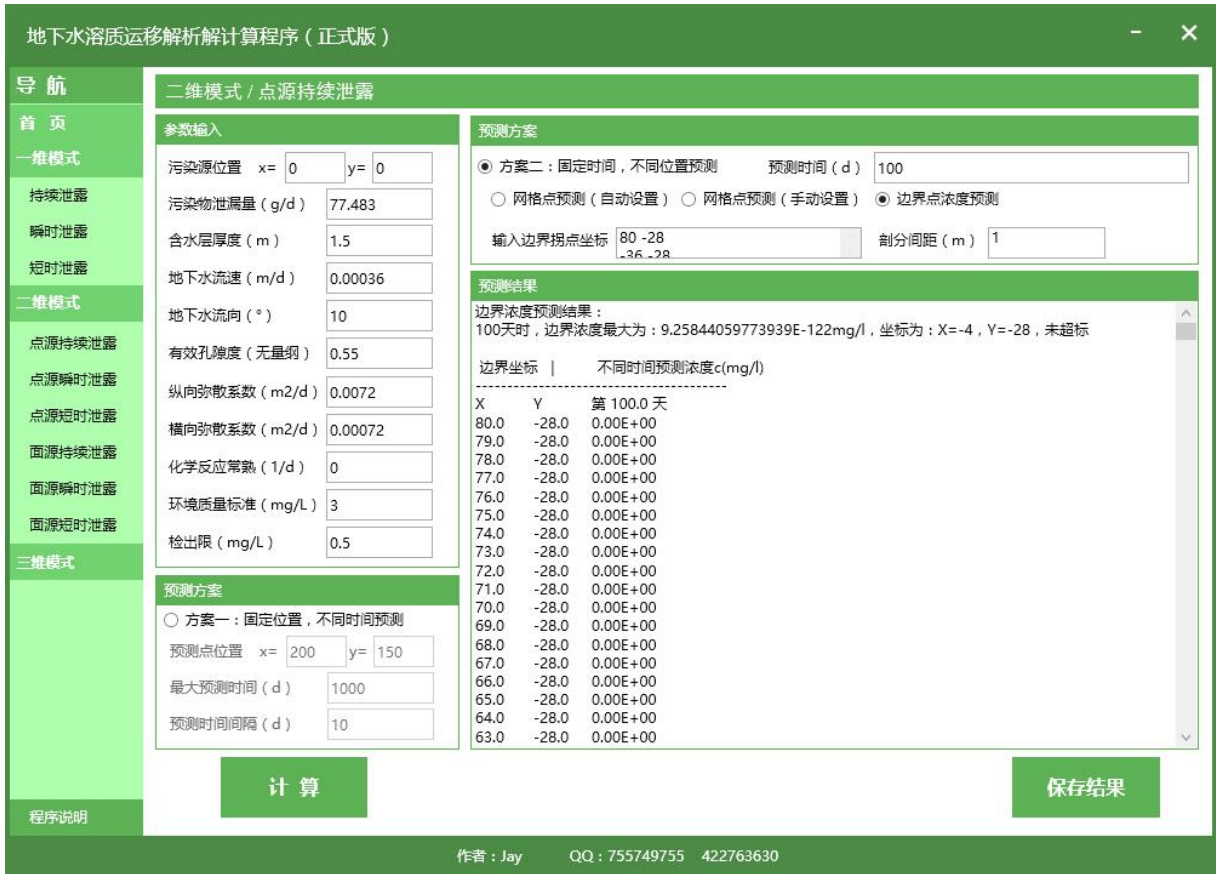 地下水溶质运移解析解计算程序（正式版）
导 航
首 页
一维模式
持续泄露
瞬时泄露
短时泄露
二维模式
点源持续泄露
点源瞬时泄露
点源短时泄露
面源持续泄露
面源瞬时泄露
面源短时泄露
三维模式
程序说明
二维模式 / 点源持续泄露
参数输入
污染源位置 x= 0 y= 0
污染物泄漏量（g/d） 77.483
含水层厚度（m） 1.5
地下水流速（m/d） 0.00036
地下水流向（°） 10
有效孔隙度（无量纲） 0.55
纵向弥散系数（m2/d） 0.0072
横向弥散系数（m2/d） 0.00072
化学反应常熟（1/d） 0
环境质量标准（mg/L） 3
检出限（mg/L） 0.5
预测方案
方案一：固定位置，不同时间预测
预测点位置 x= 200 y= 150
最大预测时间（d） 1000
预测时间间隔（d） 10
计 算
预测方案
方案二：固定时间，不同位置预测 预测时间（d） 100
网格点预测（自动设置） 网格点预测（手动设置） 边界点浓度预测
输入边界拐点坐标 80 -28 剖分间距（m） 1
-36 -28
预测结果
边界浓度预测结果：
100天时，边界浓度最大为：9.25844059773939E-122mg/l，坐标为：X=-4，Y=-28，未超标
边界坐标 | 不同时间预测浓度c(mg/l)
----------------------------------------
X Y 第 100.0 天
80.0 -28.0 0.00E+00
79.0 -28.0 0.00E+00
78.0 -28.0 0.00E+00
77.0 -28.0 0.00E+00
76.0 -28.0 0.00E+00
75.0 -28.0 0.00E+00
74.0 -28.0 0.00E+00
73.0 -28.0 0.00E+00
72.0 -28.0 0.00E+00
71.0 -28.0 0.00E+00
70.0 -28.0 0.00E+00
69.0 -28.0 0.00E+00
68.0 -28.0 0.00E+00
67.0 -28.0 0.00E+00
66.0 -28.0 0.00E+00
65.0 -28.0 0.00E+00
64.0 -28.0 0.00E+00
63.0 -28.0 0.00E+00
保存结果
作者：Jay QQ：755749755 422763630